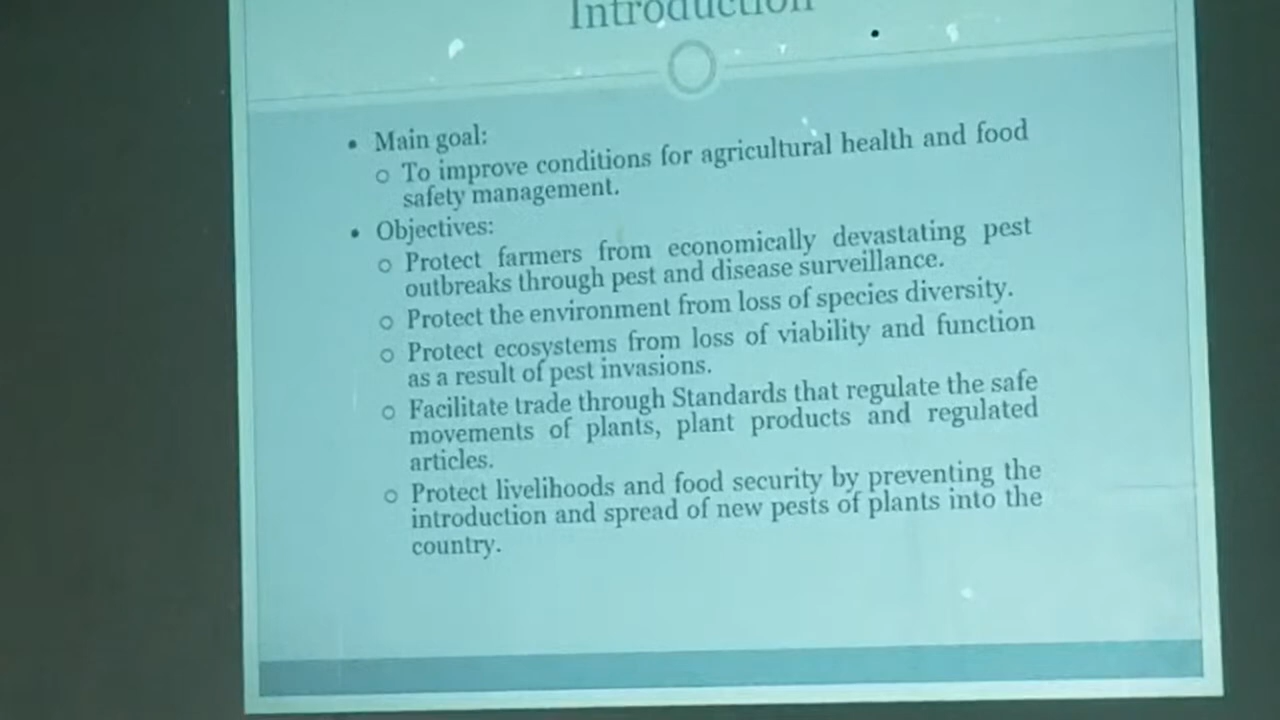 Introduction
• Main goal:
o To improve conditions for agricultural health and food
safety management.
• Objectives:
o Protect farmers from economically devastating pest
outbreaks through pest and disease surveillance.
o Protect the environment from loss of species diversity.
o Protect ecosystems from loss of viability and function
as a result of pest invasions.
o Facilitate trade through Standards that regulate the safe
movements of plants, plant products and regulated
articles.
o Protect livelihoods and food security by preventing the
introduction and spread of new pests of plants into the
country.